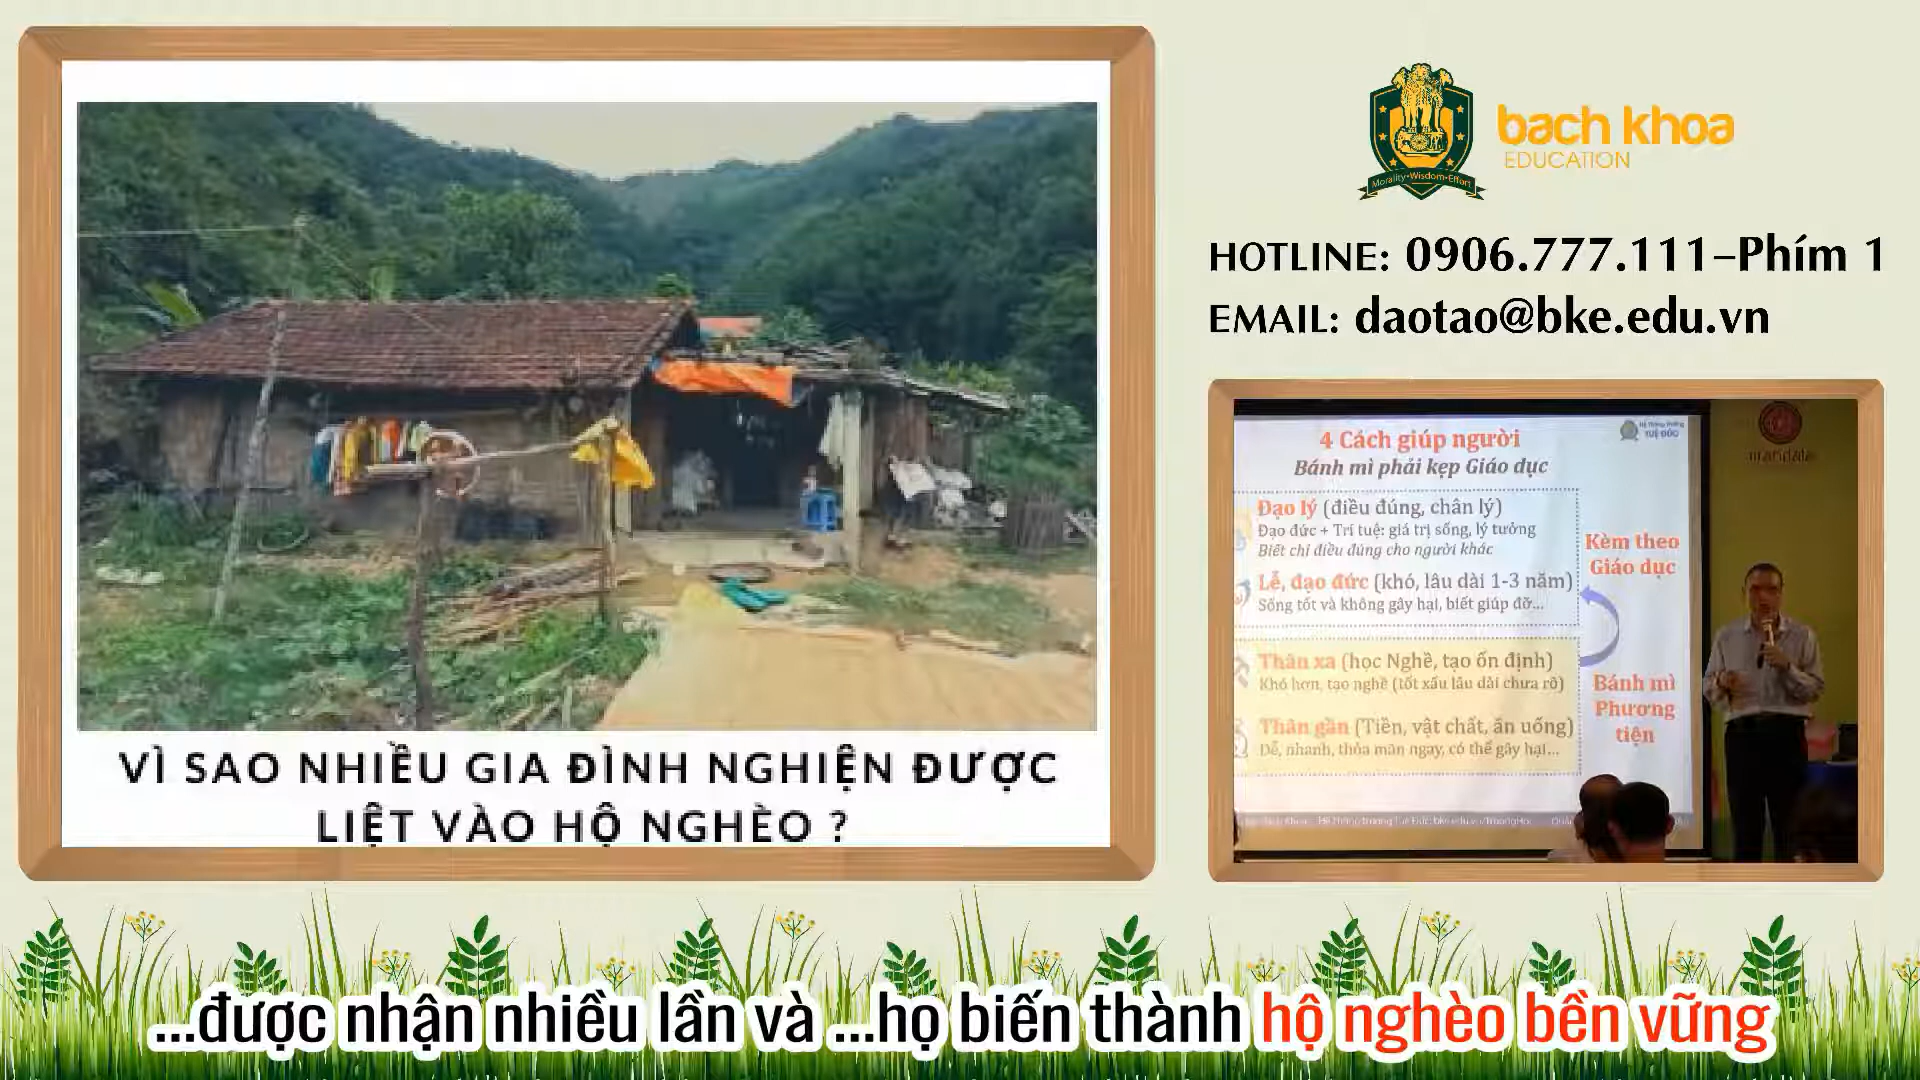 VÌ SAO NHIỀU GIA ĐÌNH NGHIỆN ĐƯỢC
LIỆT VÀO HỘ NGHÈO ?
Morality•Wisdom•Effort
bach khoa
EDUCATION
HOTLINE: 0906.777.111–Phím 1
EMAIL: daotao@bke.edu.vn
4 Cách giúp người
Bánh mì phải kẹp Giáo dục
TUỆ ĐỨC
mandala
Đạo lý (điều đúng, chân lý)
Đạo đức + Trí tuệ: giá trị sống, lý tưởng
Biết chỉ điều đúng cho người khác
Lễ, đạo đức (khó, lâu dài 1-3 năm)
Sống tốt và không gây hại, biết giúp đỡ...
Kèm theo
Giáo dục
Thân xa (học Nghề, tạo ổn định)
Khó hơn, tạo nghề (tốt xấu lâu dài chưa rõ)
Thân gần (Tiền, vật chất, ăn uống)
Dễ, nhanh, thỏa mãn ngay, có thể gây hại...
Bánh mì
Phương
tiện
...được nhận nhiều lần và ...họ biến thành hộ nghèo bền vững